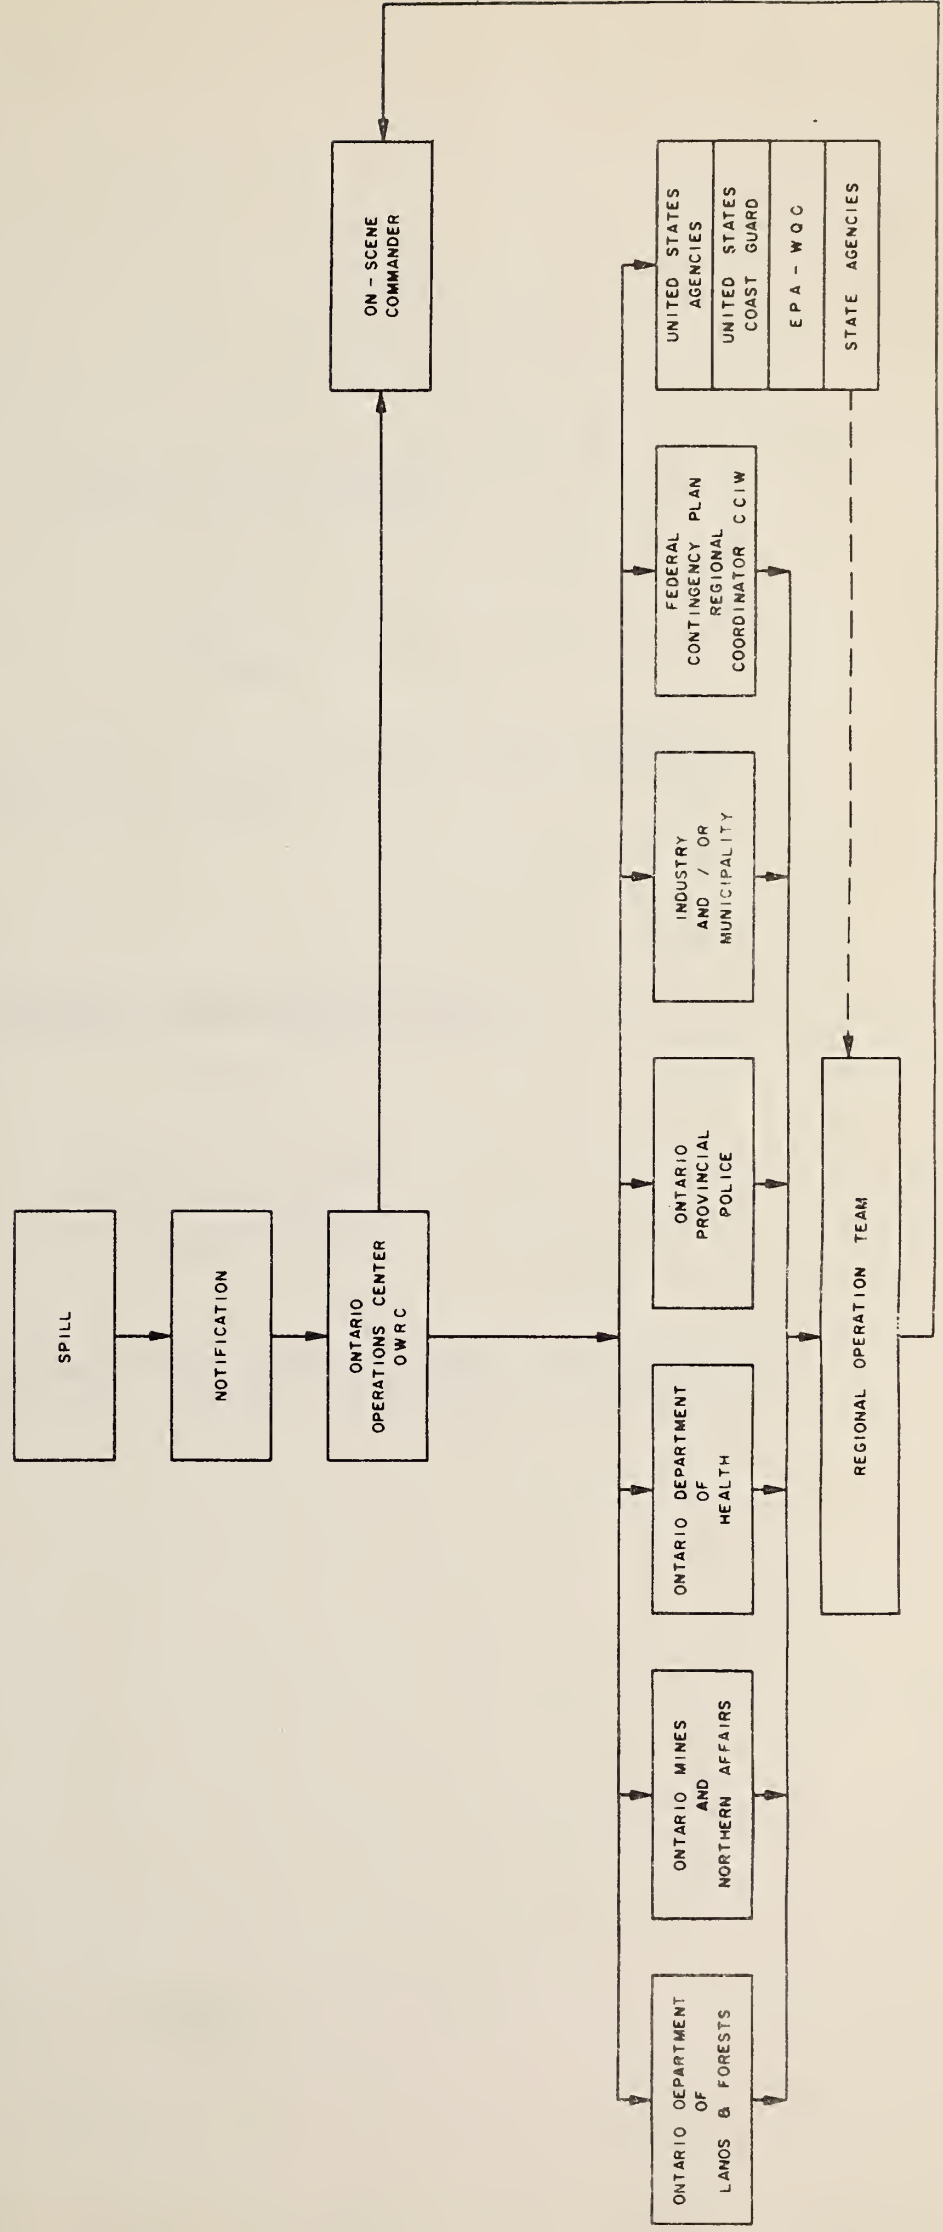 SPILL
NOTIFICATION
ONTARIO
OPERATIONS CENTER
OWRC
ON - SCENE
COMMANDER
ONTARIO DEPARTMENT
OF
LANDS & FORESTS
ONTARIO MINES
AND
NORTHERN AFFAIRS
ONTARIO DEPARTMENT
OF
HEALTH
ONTARIO
PROVINCIAL
POLICE
INDUSTRY
AND / OR
MUNICIPALITY
FEDERAL
CONTINGENCY PLAN
REGIONAL
COORDINATOR CCIW
UNITED STATES
AGENCIES
UNITED STATES
COAST GUARD
EPA - WQC
STATE AGENCIES
REGIONAL OPERATION TEAM